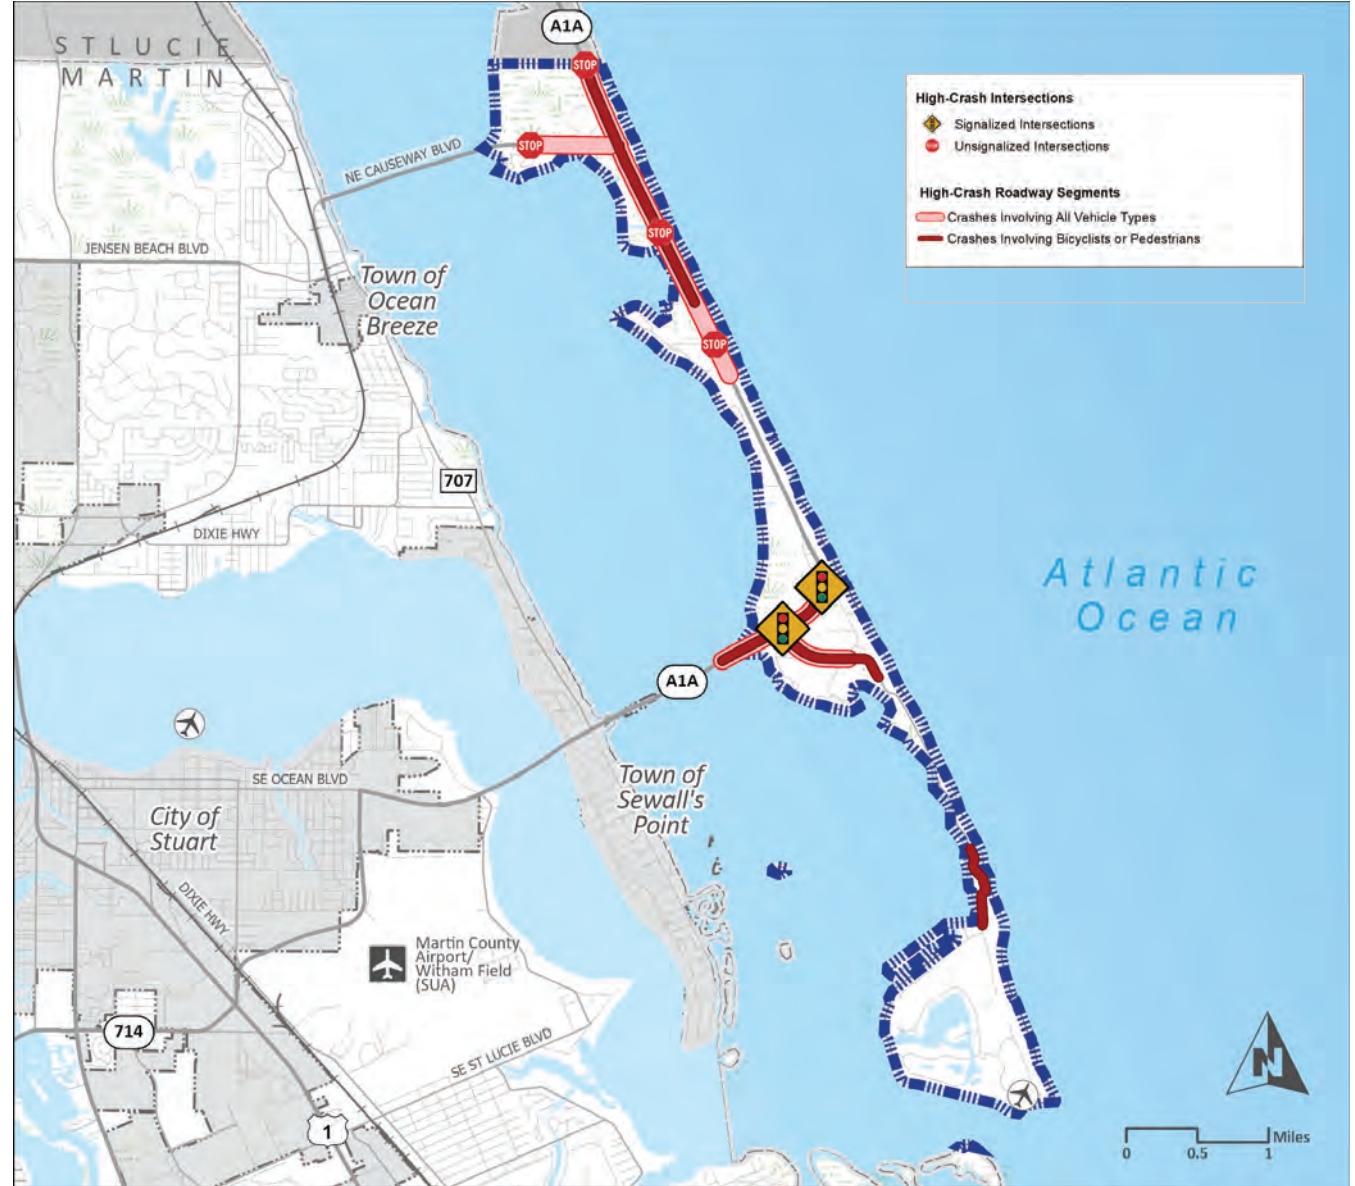 A1A
ST LUCIE
MARTIN
STOP
High-Crash Intersections
Signalized Intersections
Unsignalized Intersections
High-Crash Roadway Segments
Crashes Involving All Vehicle Types
Crashes Involving Bicyclists or Pedestrians
STOP
NE CAUSEWAY BLVD
STOP
JENSEN BEACH BLVD
Town of
Ocean
Breeze
STOP
707
DIXIE HWY
Atlantic
Ocean
A1A
SE OCEAN BLVD
Town of
Sewall's
Point
City of
Stuart
DIXIE HWY
Martin County
Airport/
Witham Field
(SUA)
714
SE ST LUCIE BLVD
N
1
Miles
0 0.5 1